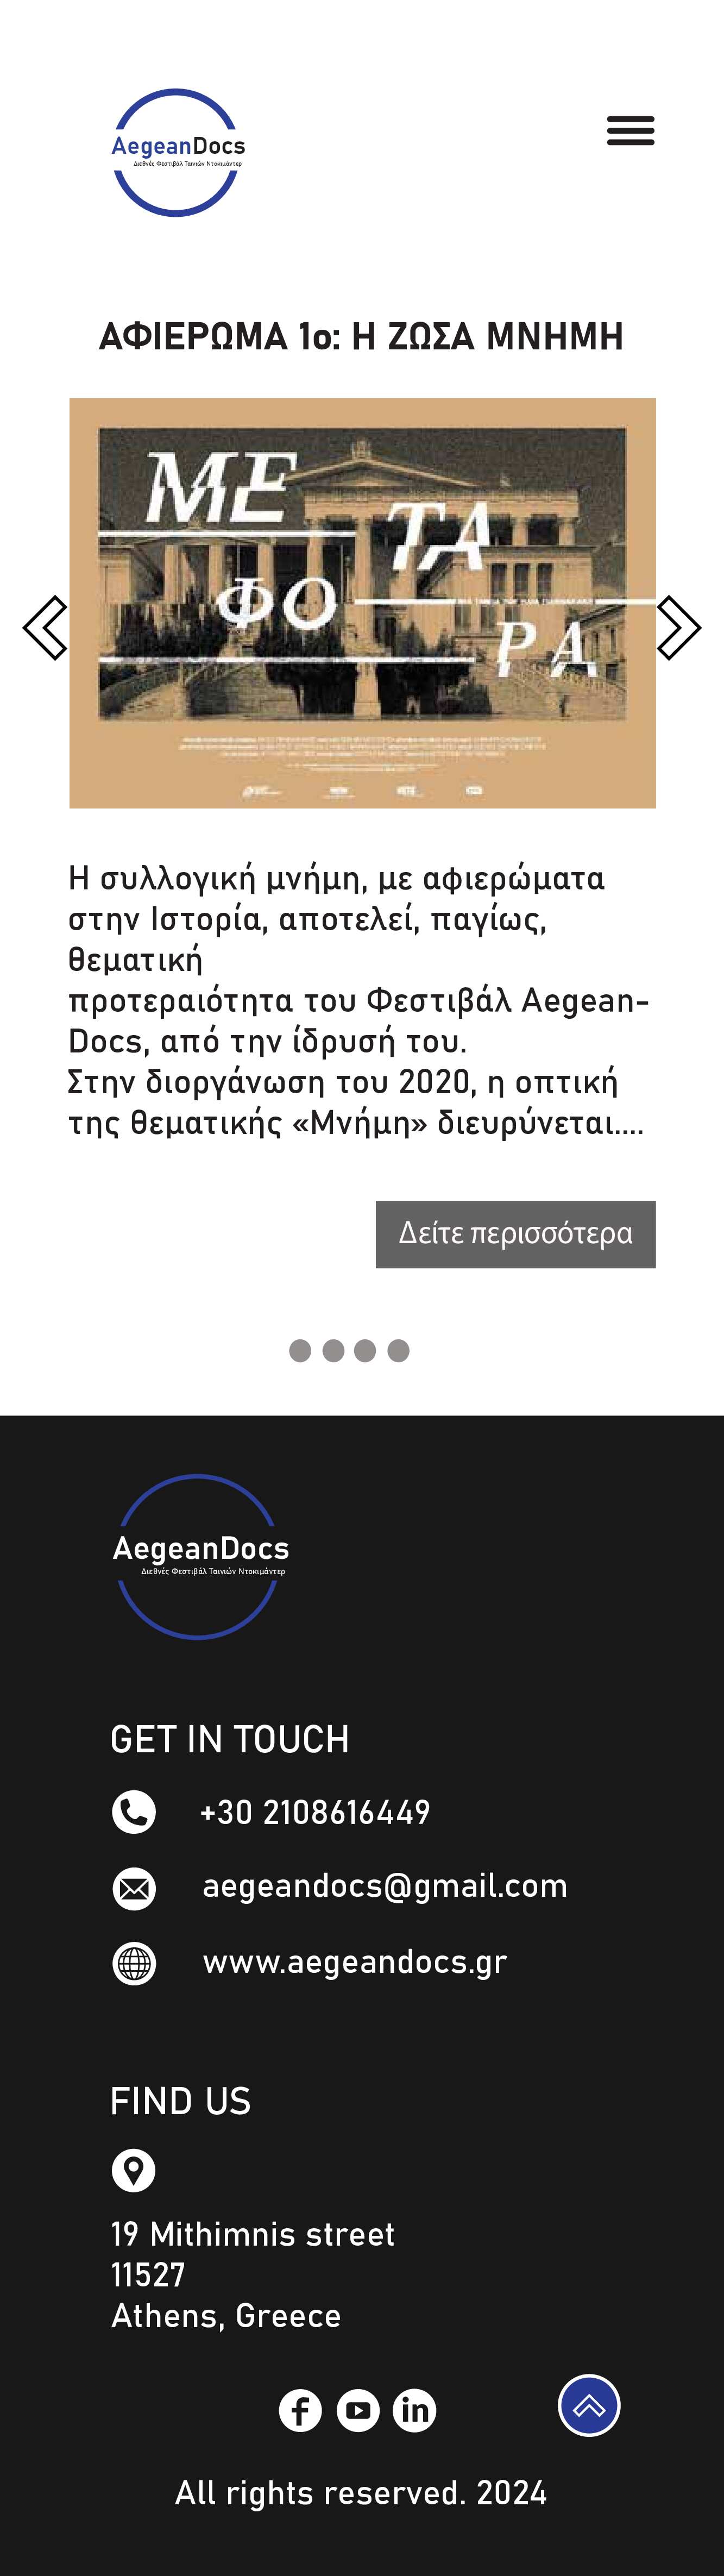 AegeanDocs
Διεθνές Φεστιβάλ Ταινιών Ντοκιμάντερ
ΑΦΙΕΡΩΜΑ 1ο: Η ΖΩΣΑ ΜΝΗΜΗ
ΜΕ
ΤΑ
ΦΟ
ΡΑ
Η συλλογική μνήμη, με αφιερώματα
στην Ιστορία, αποτελεί, παγίως,
θεματική
προτεραιότητα του Φεστιβάλ Aegean-
Docs, από την ίδρυσή του.
Στην διοργάνωση του 2020, η οπτική
της θεματικής «Μνήμη» διευρύνεται....
Δείτε περισσότερα
AegeanDocs
Διεθνές Φεστιβάλ Ταινιών Ντοκιμάντερ
GET IN TOUCH
+30 2108616449
aegeandocs@gmail.com
www.aegeandocs.gr
FIND US
19 Mithimnis street
11527
Athens, Greece
All rights reserved. 2024